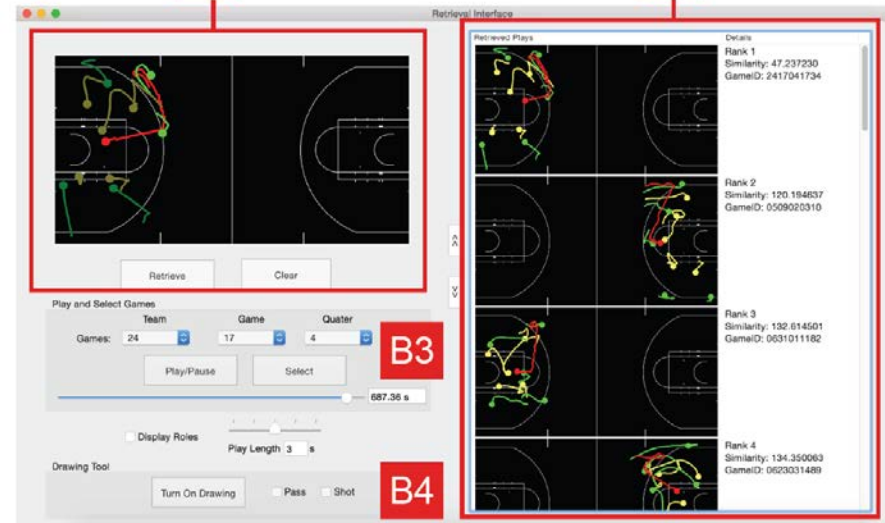 Retrieval Interface
Retrieved Plays
Details
Rank 1
Similarity: 47.237230
GameID: 2417041734
Rank 2
Similarity: 120.194637
GameID: 0509020310
Rank 3
Similarity: 132.614501
GameID: 0631011182
Rank 4
Similarity: 134.350063
GameID: 0623031489
Retrieve
Clear
Play and Select Games
Team
Game
Quater
Games:
24
17
4
B3
Play/Pause
Select
687.36 s
Display Roles
Play Length 3 s
Drawing Tool
Turn On Drawing
Pass
Shot
B4